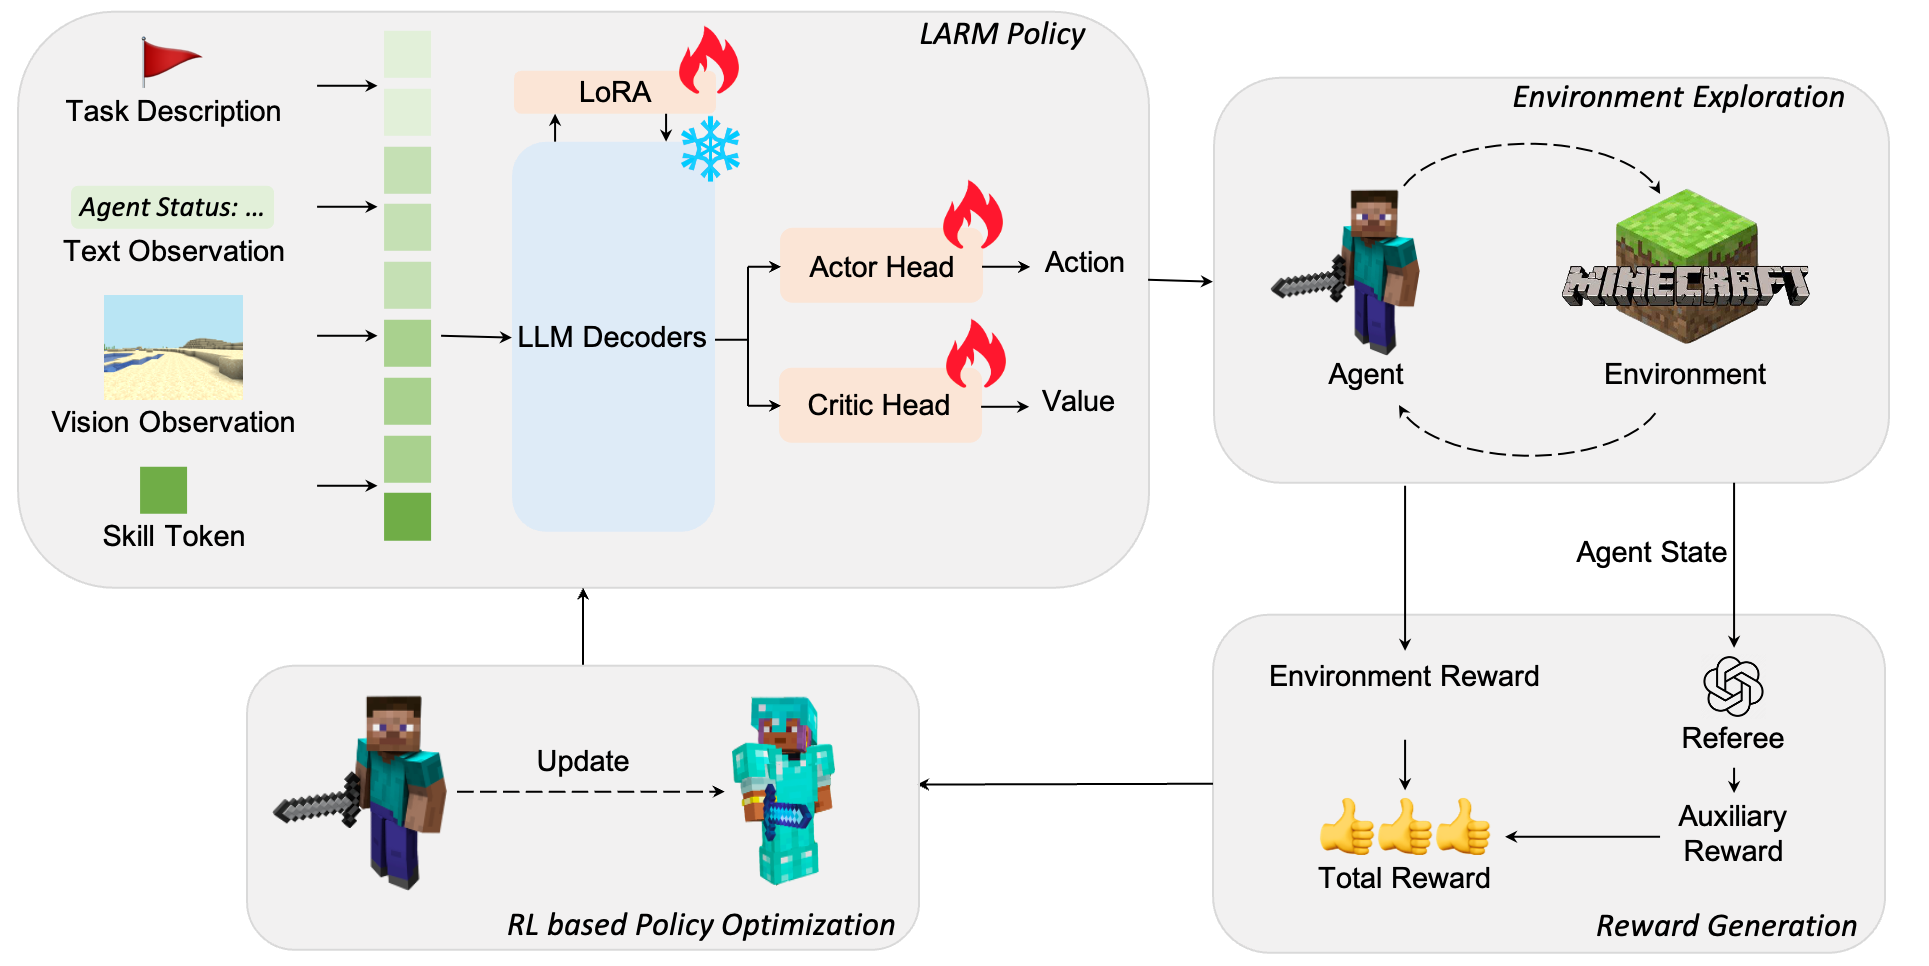 LARM Policy
Task Description
Agent Status: ...
Text Observation
Vision Observation
Skill Token
LoRA
LLM Decoders
Actor Head
Action
Critic Head
Value
Environment Exploration
MINECRAFT
Agent
Environment
Agent State
Environment Reward
Referee
Auxiliary
Reward
Total Reward
Reward Generation
Update
RL based Policy Optimization